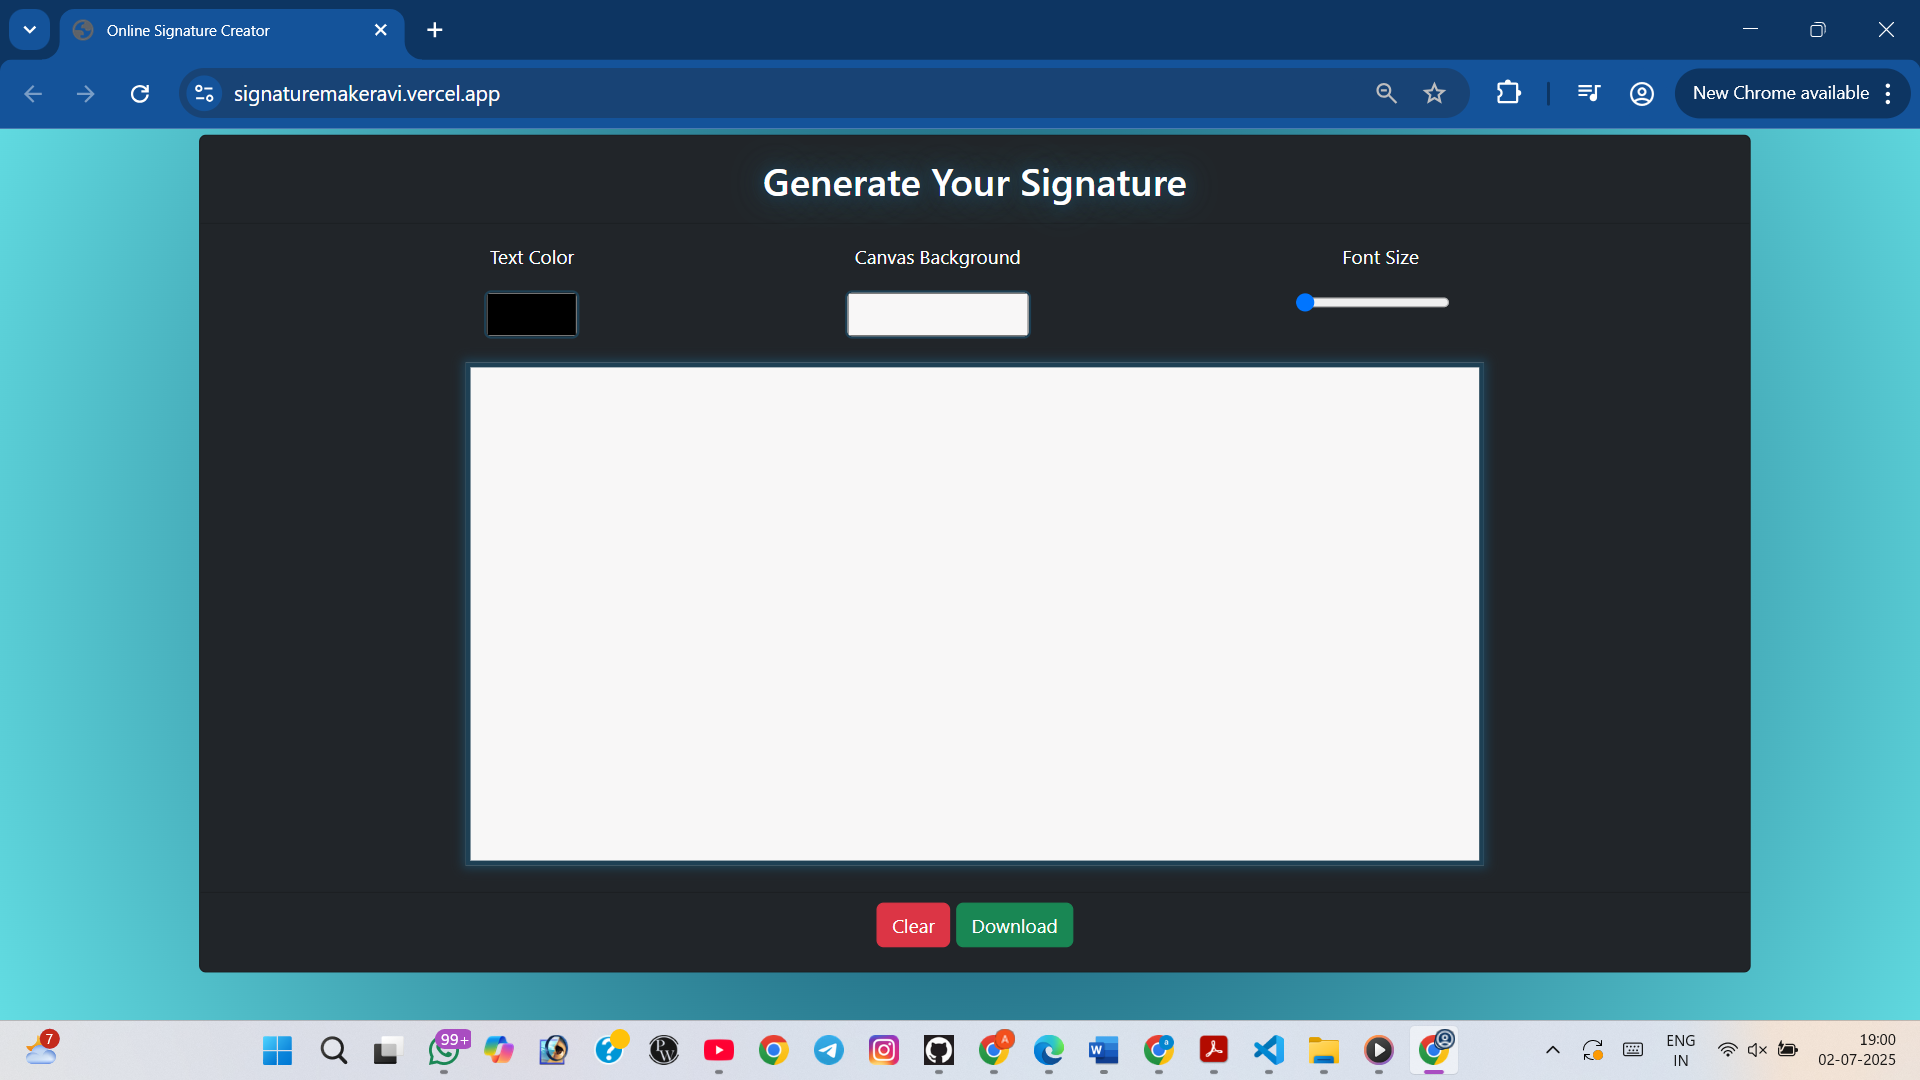 Online Signature Creator
signaturemakeravi.vercel.app
New Chrome available
Generate Your Signature
Text Color
Canvas Background
Font Size
Clear
Download
7
99+
PW
A
W
a
ENG
IN
19:00
02-07-2025